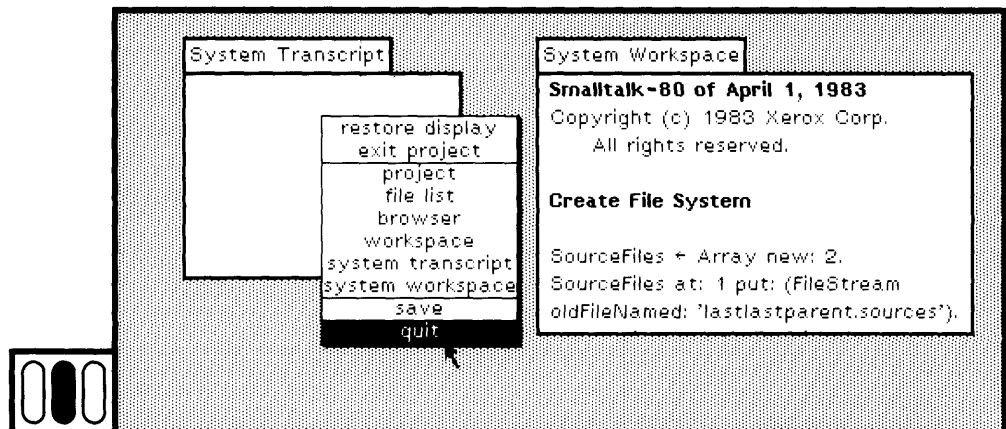 System Transcript
restore display
exit project
project
file list
browser
workspace
system transcript
system workspace
save
quit
System Workspace
Smalltalk-80 of April 1, 1983
Copyright (c) 1983 Xerox Corp.
All rights reserved.
Create File System
SourceFiles ← Array new: 2.
SourceFiles at: 1 put: (FileStream
oldFileNamed: 'lastlastparent.sources').